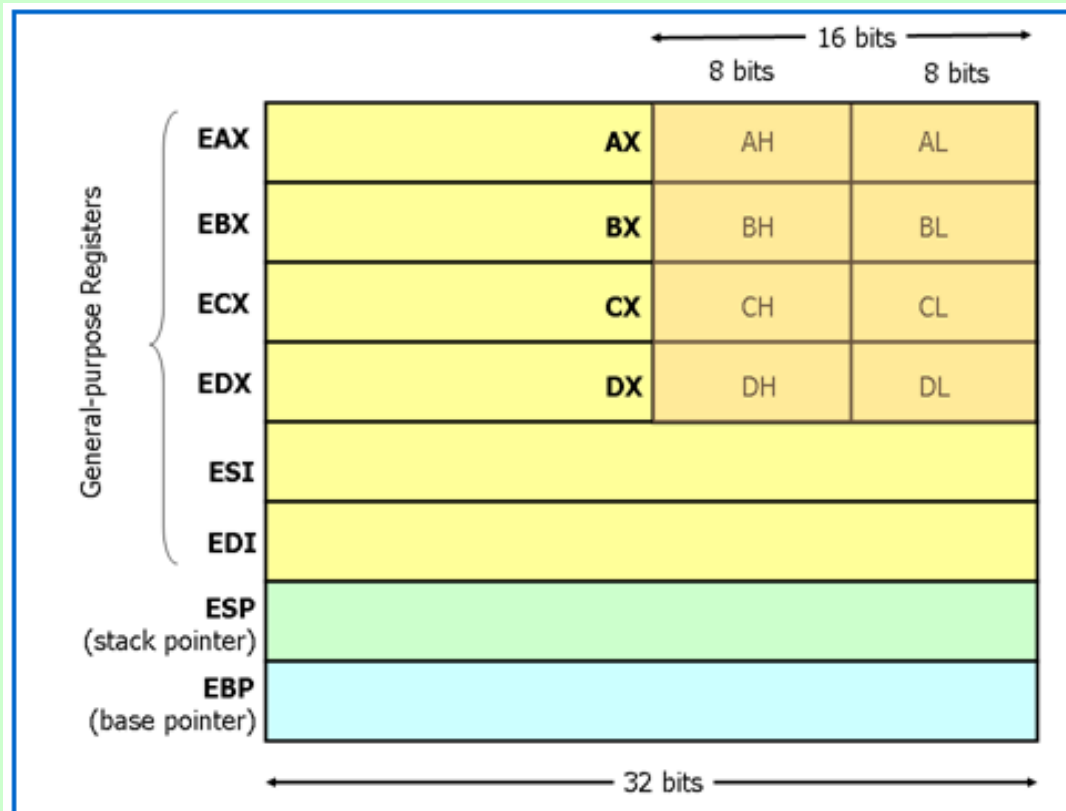 16 bits
8 bits 8 bits
EAX AX AH AL
EBX BX BH BL
ECX CX CH CL
EDX DX DH DL
General-purpose Registers
ESI
EDI
ESP
(stack pointer)
EBP
(base pointer)
32 bits